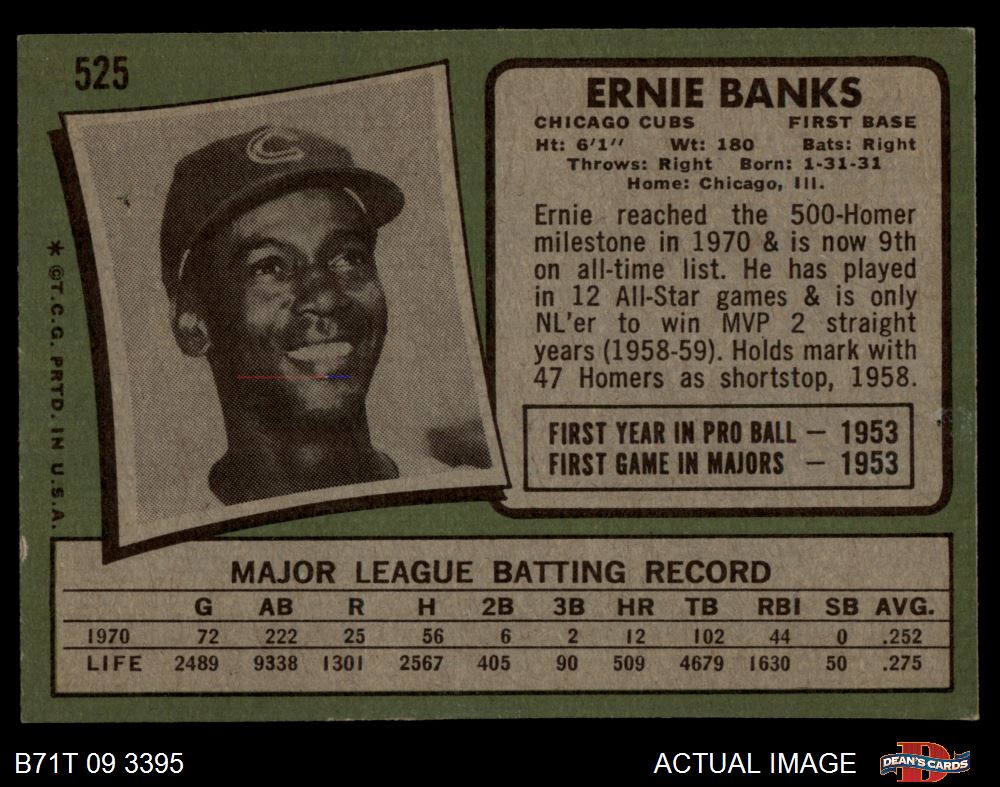 525
ERNIE BANKS
CHICAGO CUBS FIRST BASE
Ht: 6'1" Wt: 180 Bats: Right
Throws: Right Born: 1-31-31
Home: Chicago, Ill.
Ernie reached the 500-Homer
milestone in 1970 & is now 9th
on all-time list. He has played
in 12 All-Star games & is only
NL'er to win MVP 2 straight
years (1958-59). Holds mark with
47 Homers as shortstop, 1958.
FIRST YEAR IN PRO BALL — 1953
FIRST GAME IN MAJORS — 1953
C
* ©T.C.G. PRTD. IN U.S.A.
MAJOR LEAGUE BATTING RECORD
G AB R H 2B 3B HR TB RBI SB AVG.
1970 72 222 25 56 6 2 12 102 44 0 .252
LIFE 2489 9338 1301 2567 405 90 509 4679 1630 50 .275
B71T 09 3395 ACTUAL IMAGE
D
DEAN'S CARDS